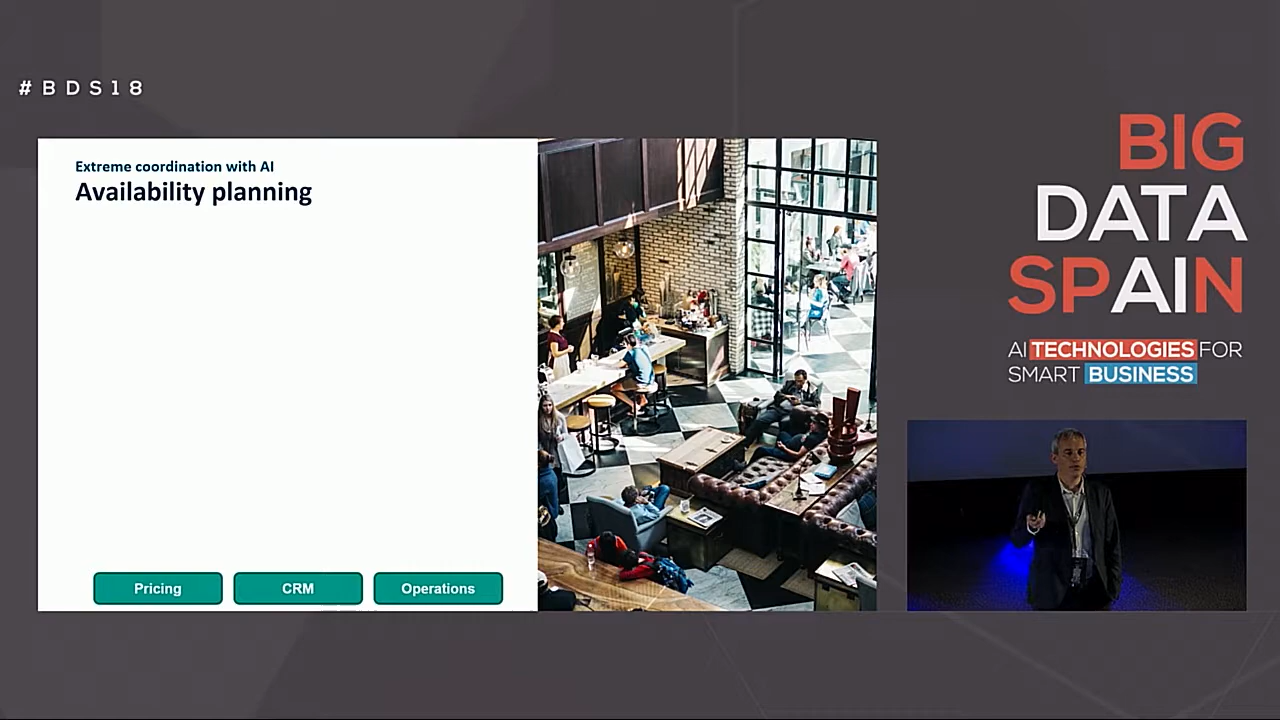 #BDS18
Extreme coordination with AI
Availability planning
Pricing
CRM
Operations
BIG
DATA
SPAIN
AI TECHNOLOGIES FOR
SMART BUSINESS